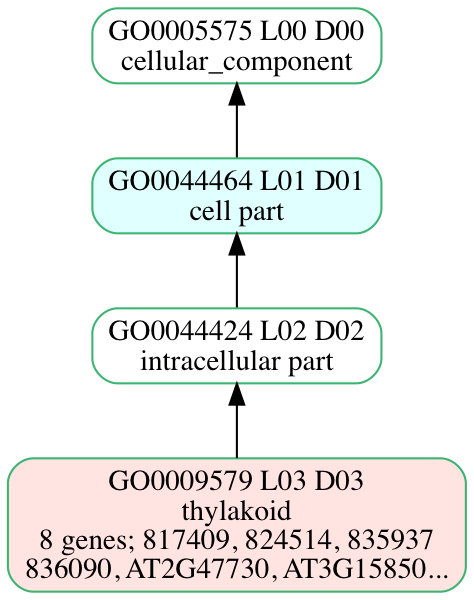 GO0005575 L00 D00
cellular_component
GO0044464 L01 D01
cell part
GO0044424 L02 D02
intracellular part
GO0009579 L03 D03
thylakoid
8 genes; 817409, 824514, 835937
836090, AT2G47730, AT3G15850...